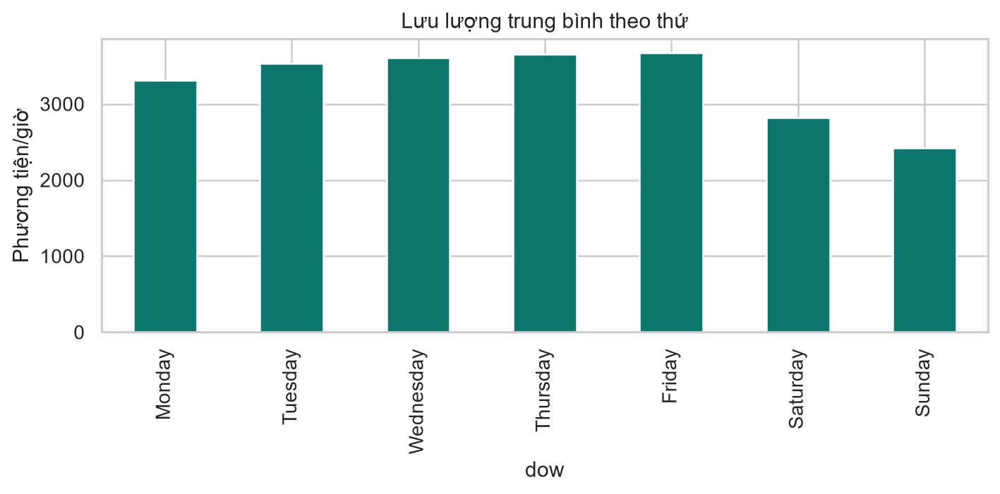 Lưu lượng trung bình theo thứ
Phương tiện/giờ
3000
2000
1000
0
Monday
Tuesday
Wednesday
Thursday
Friday
Saturday
Sunday
dow